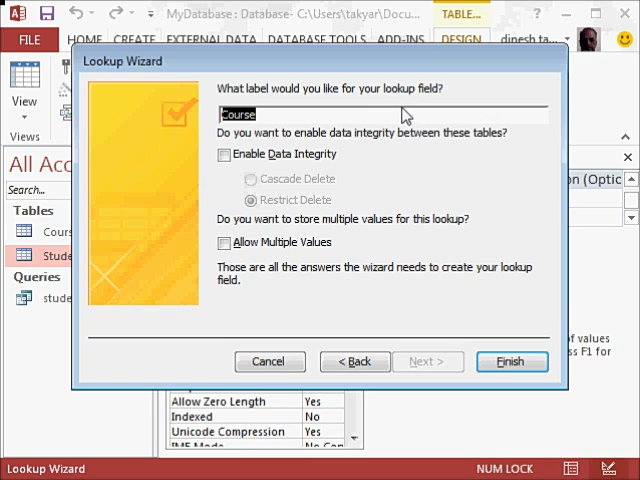 MyDatabase : Database- C:\Users\takyar\Docu...
TABLE...
FILE HOME CREATE EXTERNAL DATA DATABASE TOOLS ADD-INS DESIGN dinesh ta...
View
Views
Lookup Wizard
What label would you like for your lookup field?
Course
Do you want to enable data integrity between these tables?
Enable Data Integrity
Cascade Delete
Restrict Delete
Do you want to store multiple values for this lookup?
Allow Multiple Values
Those are all the answers the wizard needs to create your lookup
field.
Cancel < Back Next > Finish
All Acc
Search...
Tables
Cours
Stude
Queries
stude
on (Optic
of values
ss F1 for
Allow Zero Length Yes
Indexed No
Unicode Compression Yes
IME Mode No Con
Lookup Wizard NUM LOCK